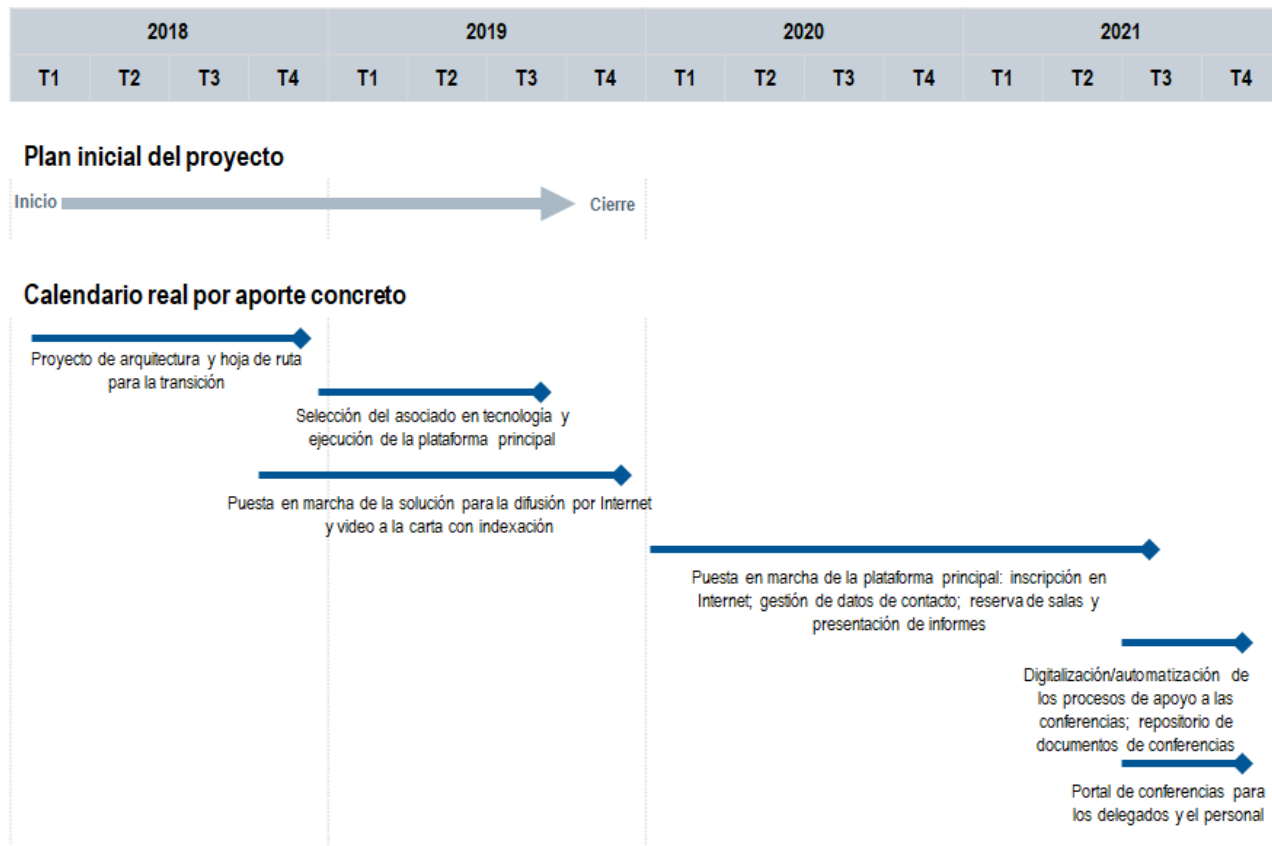 2018 2019 2020 2021
T1 T2 T3 T4 T1 T2 T3 T4 T1 T2 T3 T4 T1 T2 T3 T4
Plan inicial del proyecto
Inicio Cierre
Calendario real por aporte concreto
Proyecto de arquitectura y hoja de ruta
para la transición
Selección del asociado en tecnología y
ejecución de la plataforma principal
Puesta en marcha de la solución para la difusión por Internet
y video a la carta con indexación
Puesta en marcha de la plataforma principal: inscripción en
Internet; gestión de datos de contacto; reserva de salas y
presentación de informes
Digitalización/automatización de
los procesos de apoyo a las
conferencias; repositorio de
documentos de conferencias
Portal de conferencias para
los delegados y el personal